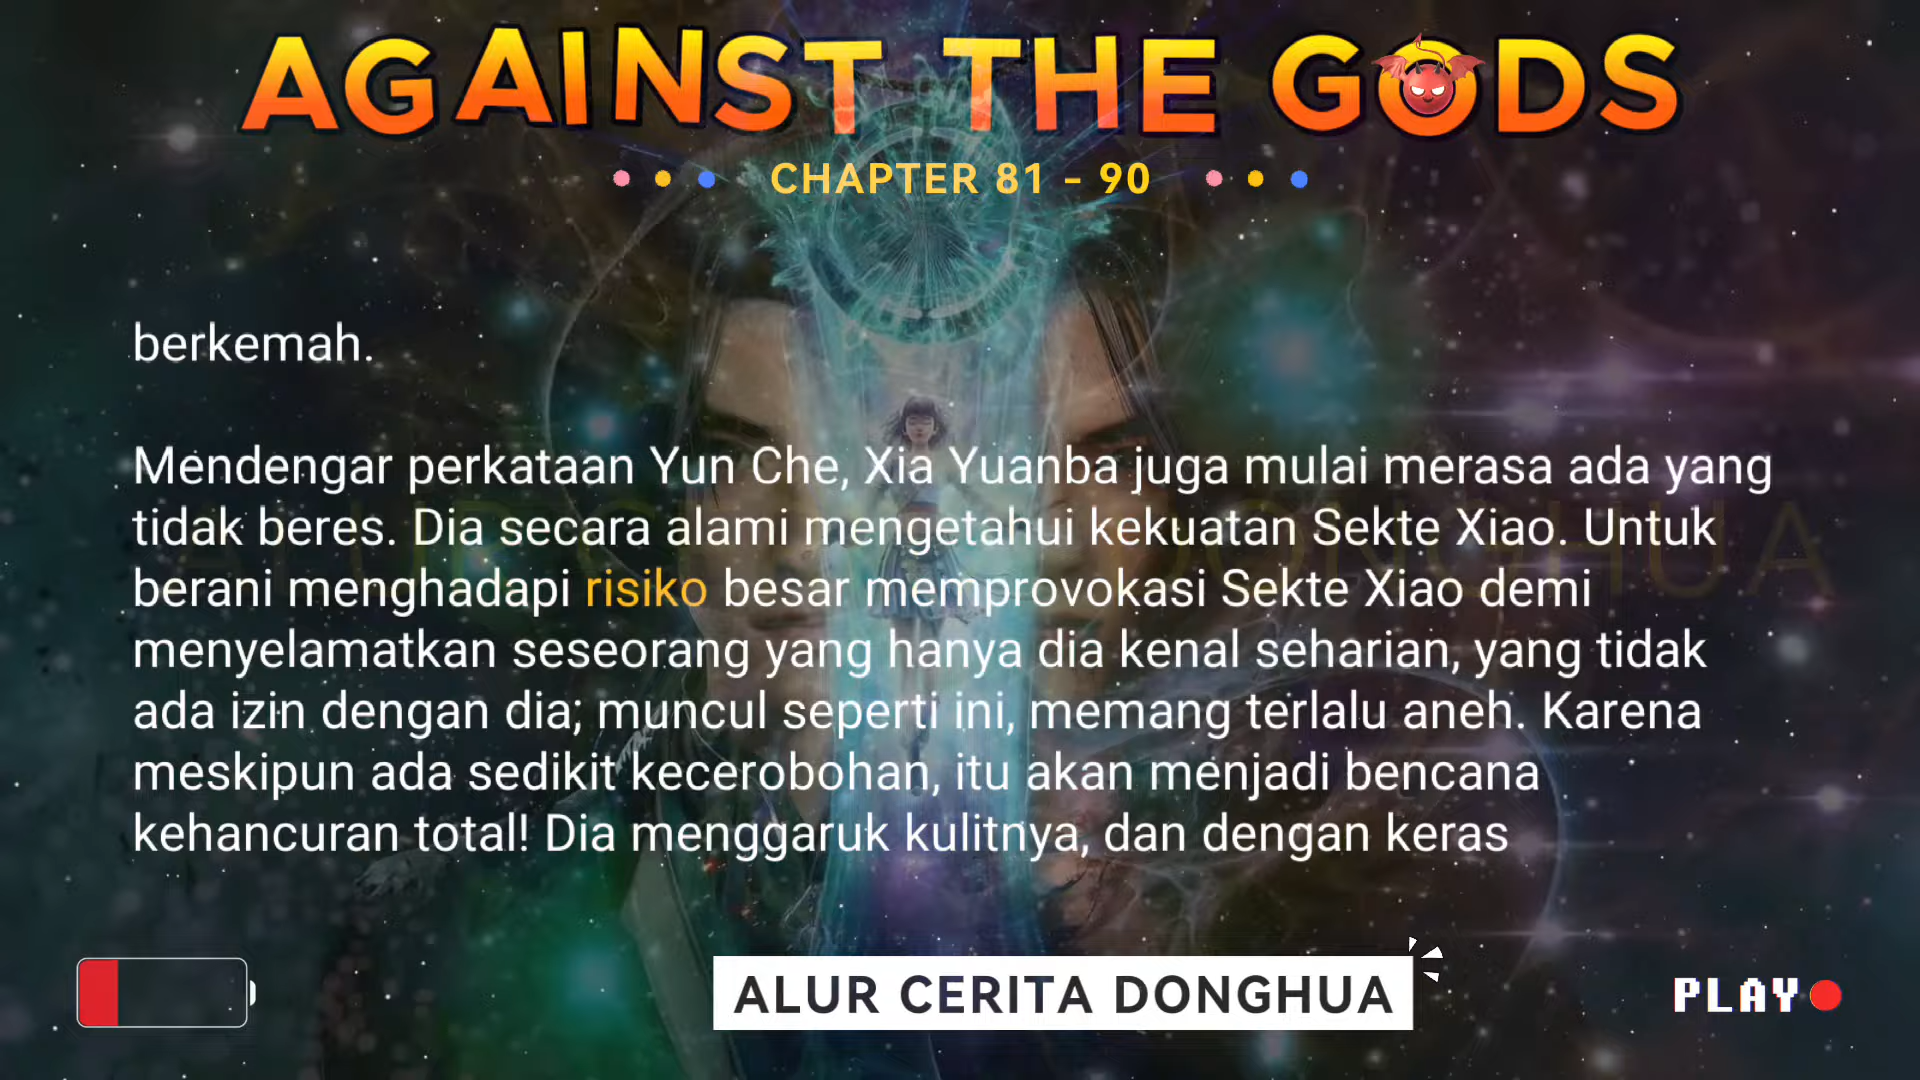 AGAINST THE GODS
CHAPTER 81 - 90
berkemah.
Mendengar perkataan Yun Che, Xia Yuanba juga mulai merasa ada yang
tidak beres. Dia secara alami mengetahui kekuatan Sekte Xiao. Untuk
berani menghadapi risiko besar memprovokasi Sekte Xiao demi
menyelamatkan seseorang yang hanya dia kenal seharian, yang tidak
ada izin dengan dia; muncul seperti ini, memang terlalu aneh. Karena
meskipun ada sedikit kecerobohan, itu akan menjadi bencana
kehancuran total! Dia menggaruk kulitnya, dan dengan keras
ALUR CERITA DONGHUA
PLAY